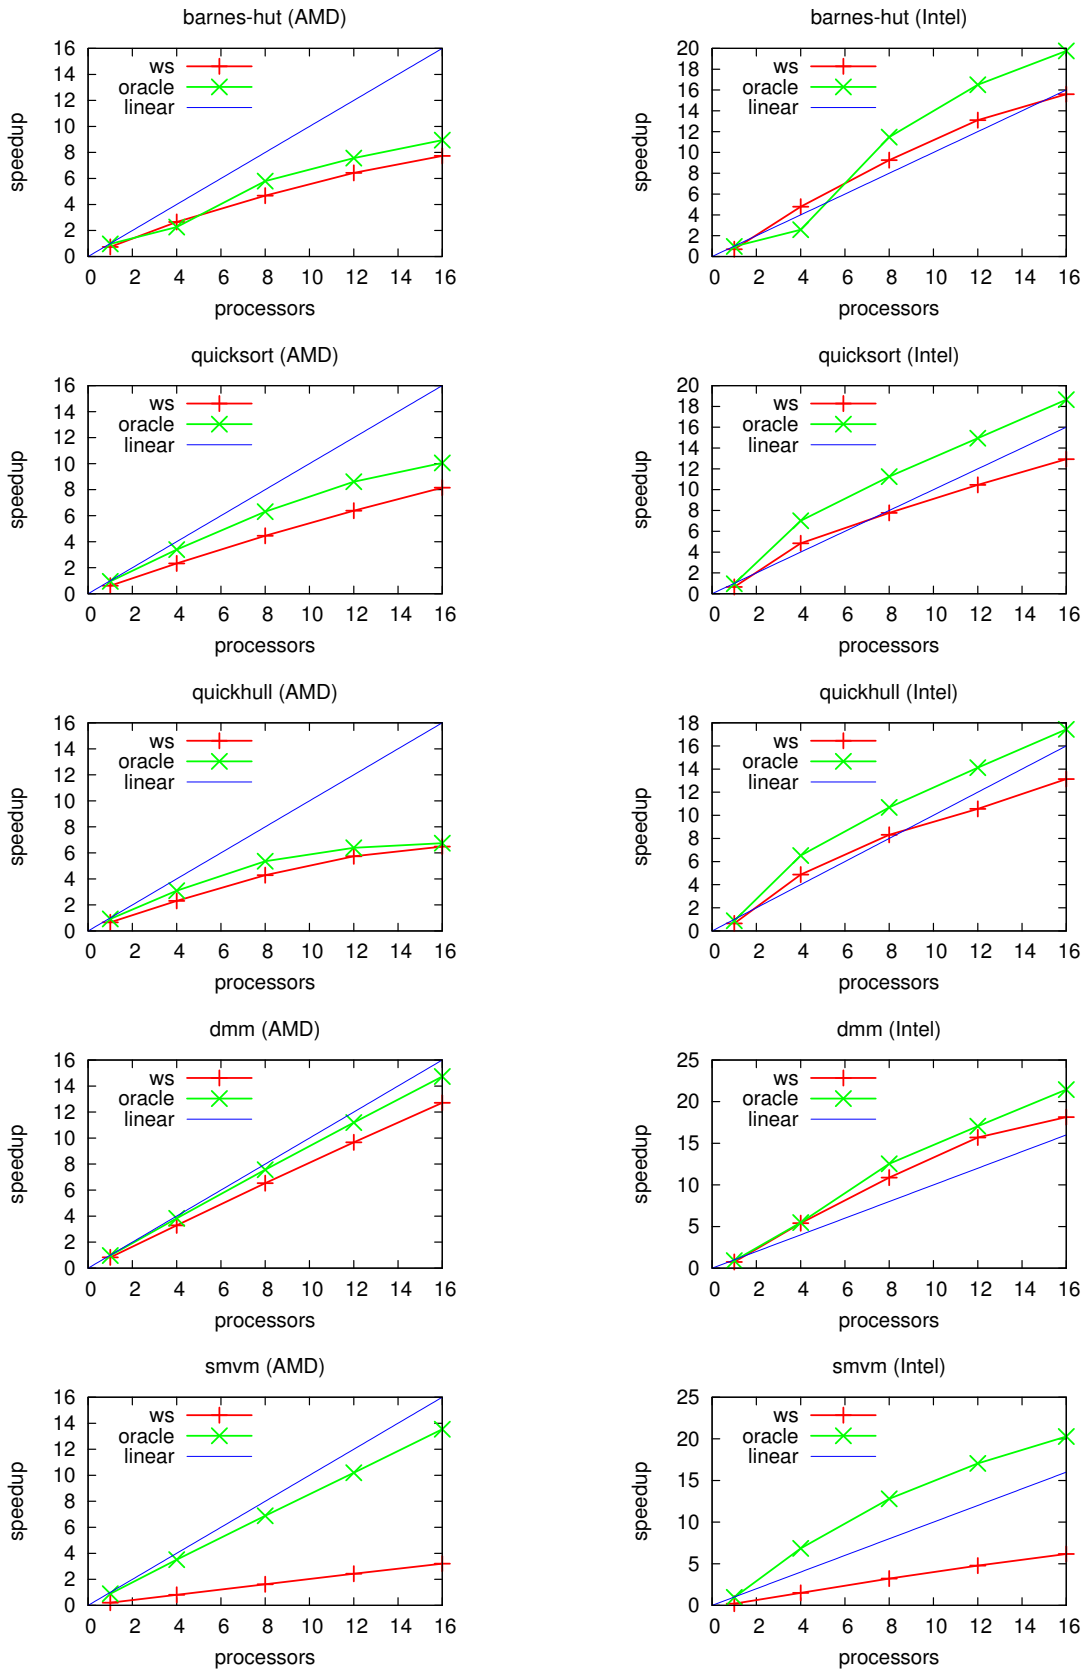 barnes-hut (AMD)
speedup
16
14
12
10
8
6
4
2
0
ws
oracle
linear
0 2 4 6 8 10 12 14 16
processors
barnes-hut (Intel)
speedup
20
18
16
14
12
10
8
6
4
2
0
ws
oracle
linear
0 2 4 6 8 10 12 14 16
processors
quicksort (AMD)
speedup
16
14
12
10
8
6
4
2
0
ws
oracle
linear
0 2 4 6 8 10 12 14 16
processors
quicksort (Intel)
speedup
20
18
16
14
12
10
8
6
4
2
0
ws
oracle
linear
0 2 4 6 8 10 12 14 16
processors
quickhull (AMD)
speedup
16
14
12
10
8
6
4
2
0
ws
oracle
linear
0 2 4 6 8 10 12 14 16
processors
quickhull (Intel)
speedup
18
16
14
12
10
8
6
4
2
0
ws
oracle
linear
0 2 4 6 8 10 12 14 16
processors
dmm (AMD)
speedup
16
14
12
10
8
6
4
2
0
ws
oracle
linear
0 2 4 6 8 10 12 14 16
processors
dmm (Intel)
speedup
25
20
15
10
5
0
ws
oracle
linear
0 2 4 6 8 10 12 14 16
processors
smvm (AMD)
speedup
16
14
12
10
8
6
4
2
0
ws
oracle
linear
0 2 4 6 8 10 12 14 16
processors
smvm (Intel)
speedup
25
20
15
10
5
0
ws
oracle
linear
0 2 4 6 8 10 12 14 16
processors